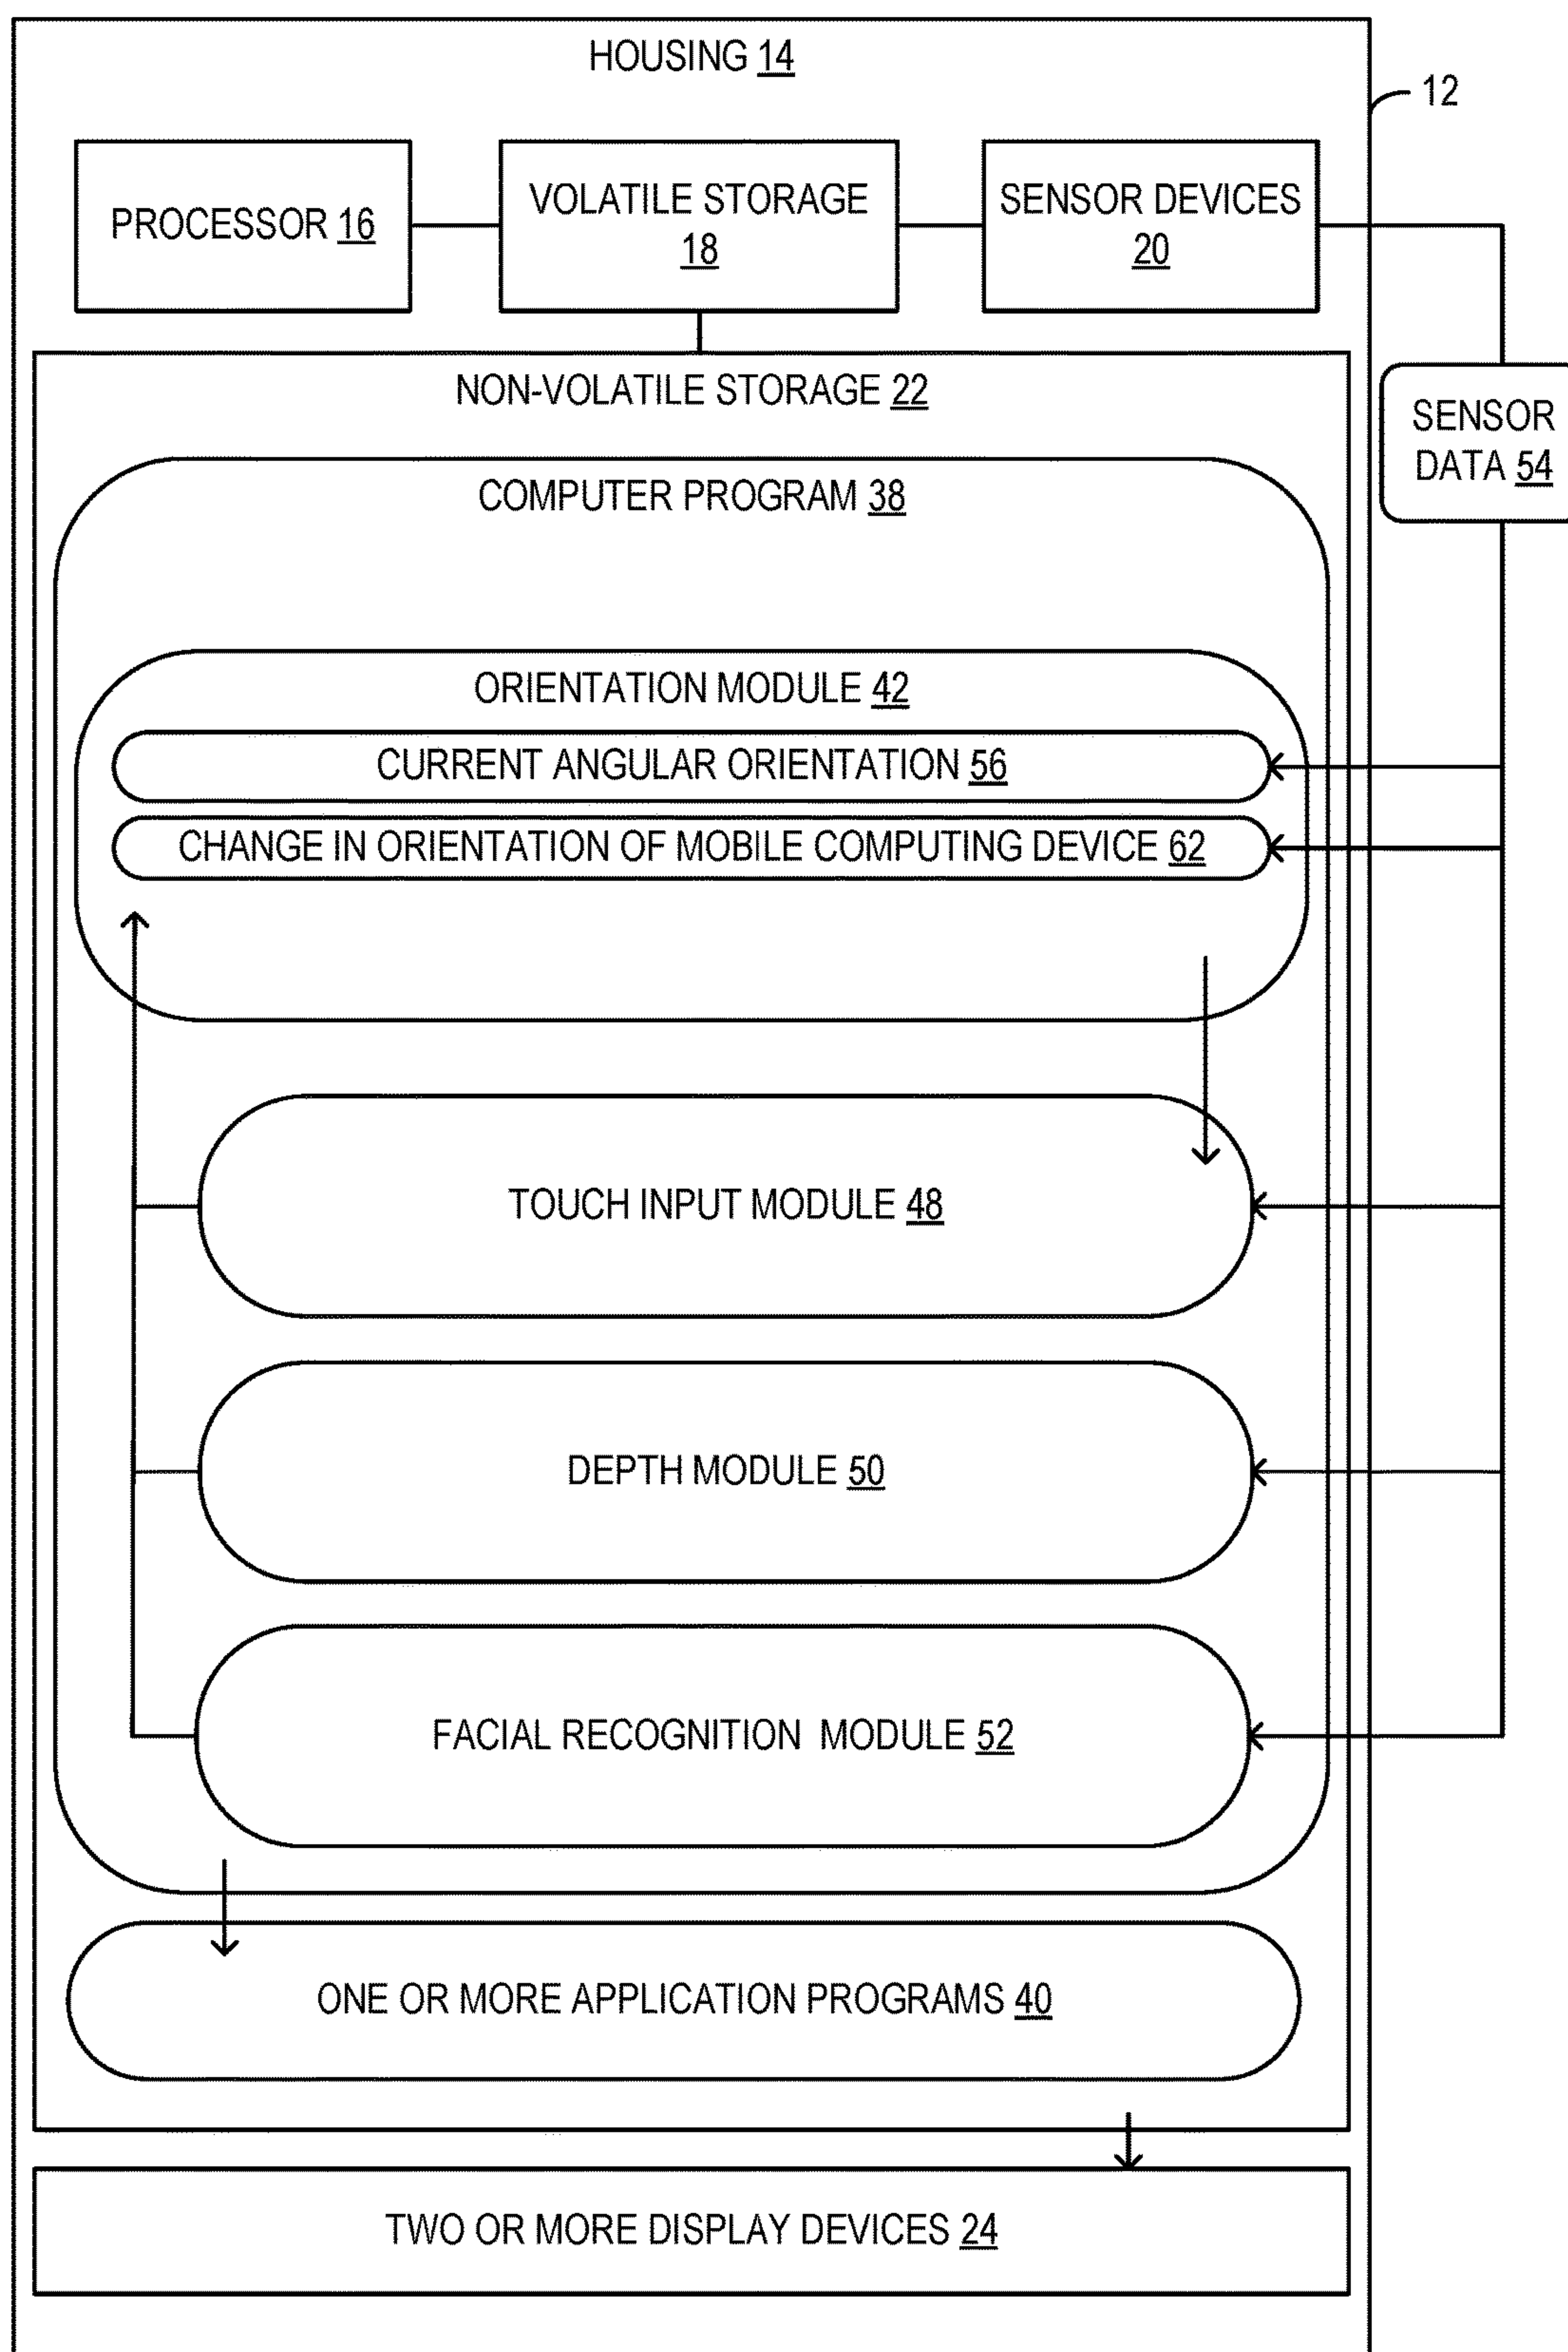 HOUSING 14
12
PROCESSOR 16
VOLATILE STORAGE
18
SENSOR DEVICES
20
NON-VOLATILE STORAGE 22
SENSOR
DATA 54
COMPUTER PROGRAM 38
ORIENTATION MODULE 42
CURRENT ANGULAR ORIENTATION 56
CHANGE IN ORIENTATION OF MOBILE COMPUTING DEVICE 62
TOUCH INPUT MODULE 48
DEPTH MODULE 50
FACIAL RECOGNITION MODULE 52
ONE OR MORE APPLICATION PROGRAMS 40
TWO OR MORE DISPLAY DEVICES 24